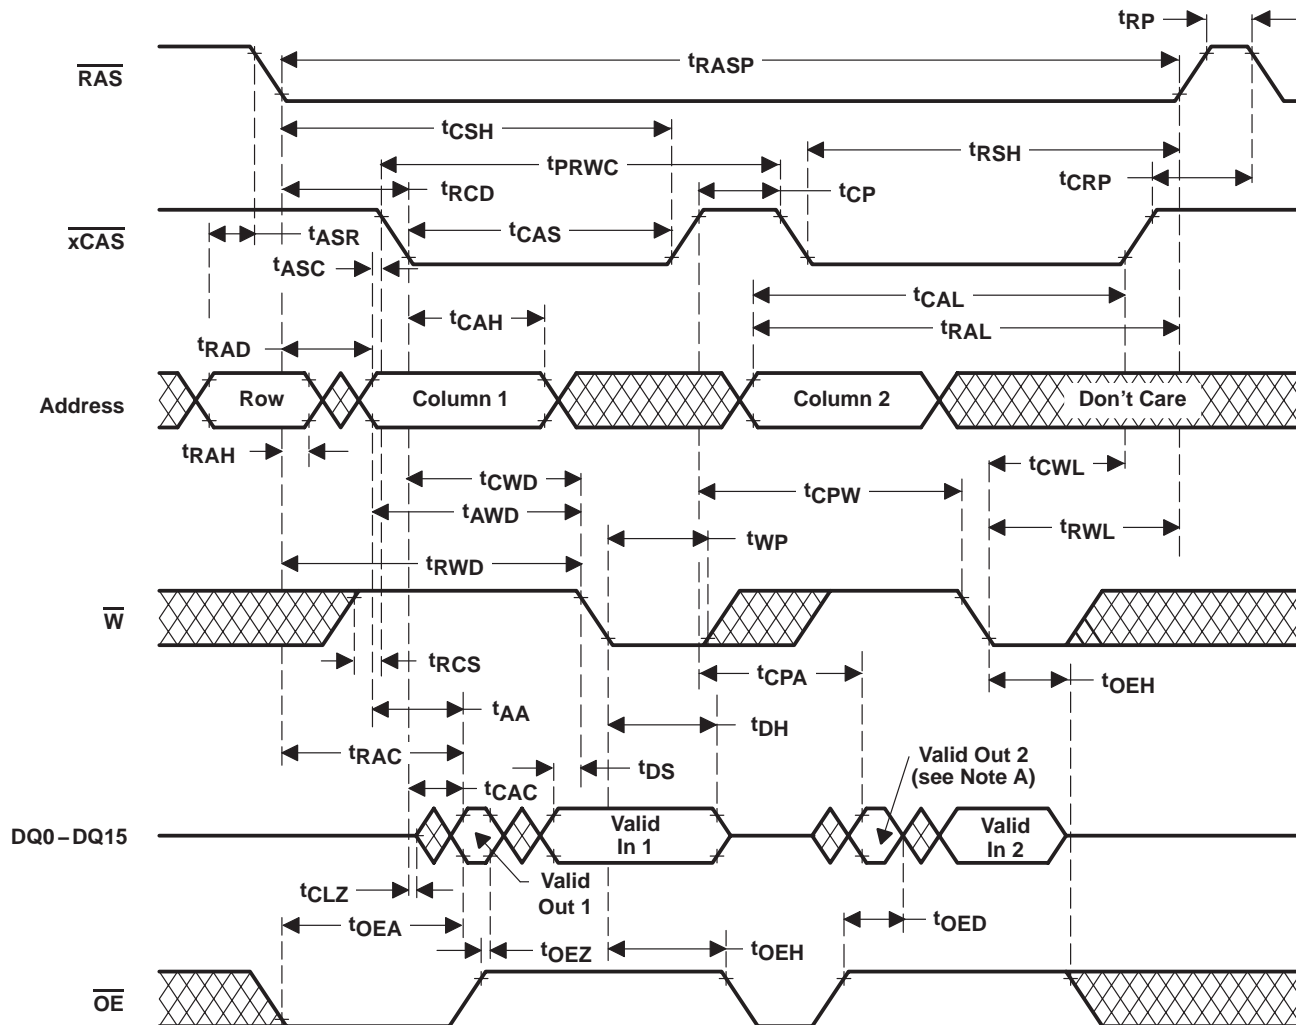 tRP
RAS
tRASP
tCSH
tPRWC
tRSH
tRCD
tCP
tCRP
xCAS
tASR
tCAS
tASC
tCAL
tCAH
tRAL
tRAD
Address
Row
Column 1
Column 2
Don't Care
tRAH
tCWD
tCPW
tCWL
tAWD
tWP
tRWL
tRWD
W
tRCS
tCPA
tOEH
tAA
tDH
tRAC
tDS
Valid Out 2
(see Note A)
tCAC
DQ0–DQ15
Valid
In 1
Valid
In 2
Valid
Out 1
tCLZ
tOEA
tOED
tOEZ
tOEH
OE